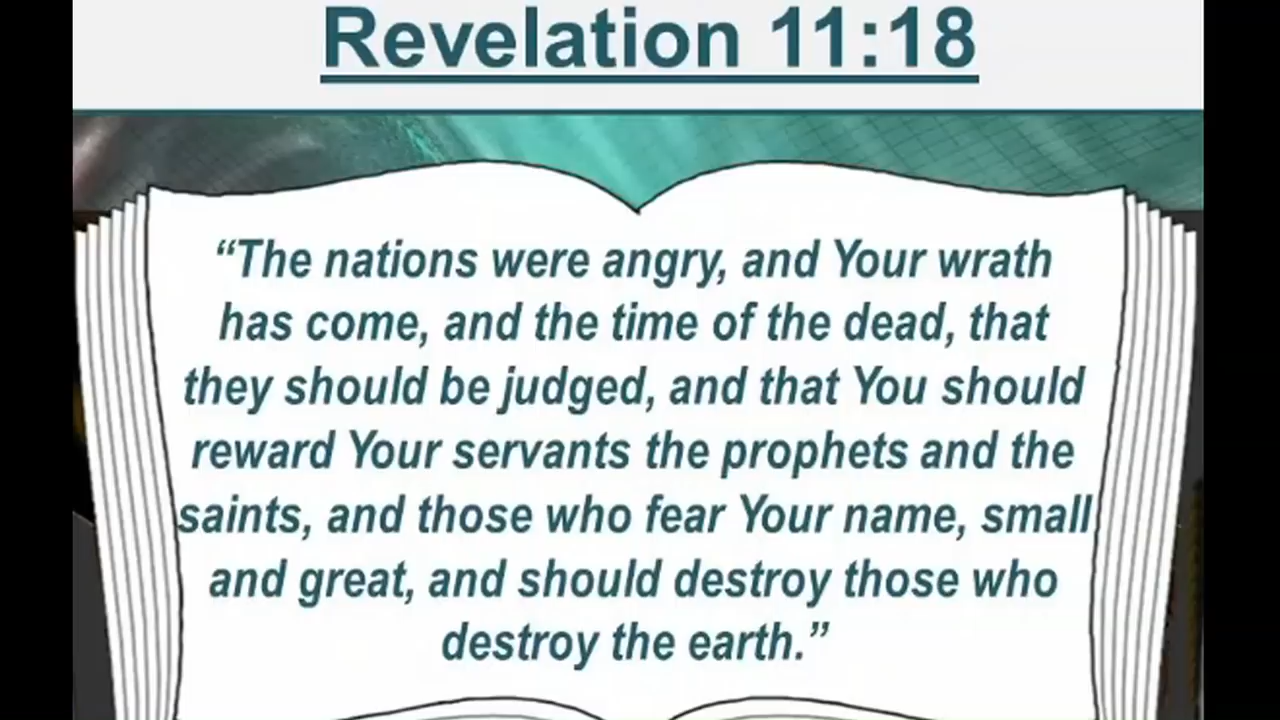 Revelation 11:18
“The nations were angry, and Your wrath
has come, and the time of the dead, that
they should be judged, and that You should
reward Your servants the prophets and the
saints, and those who fear Your name, small
and great, and should destroy those who
destroy the earth.”